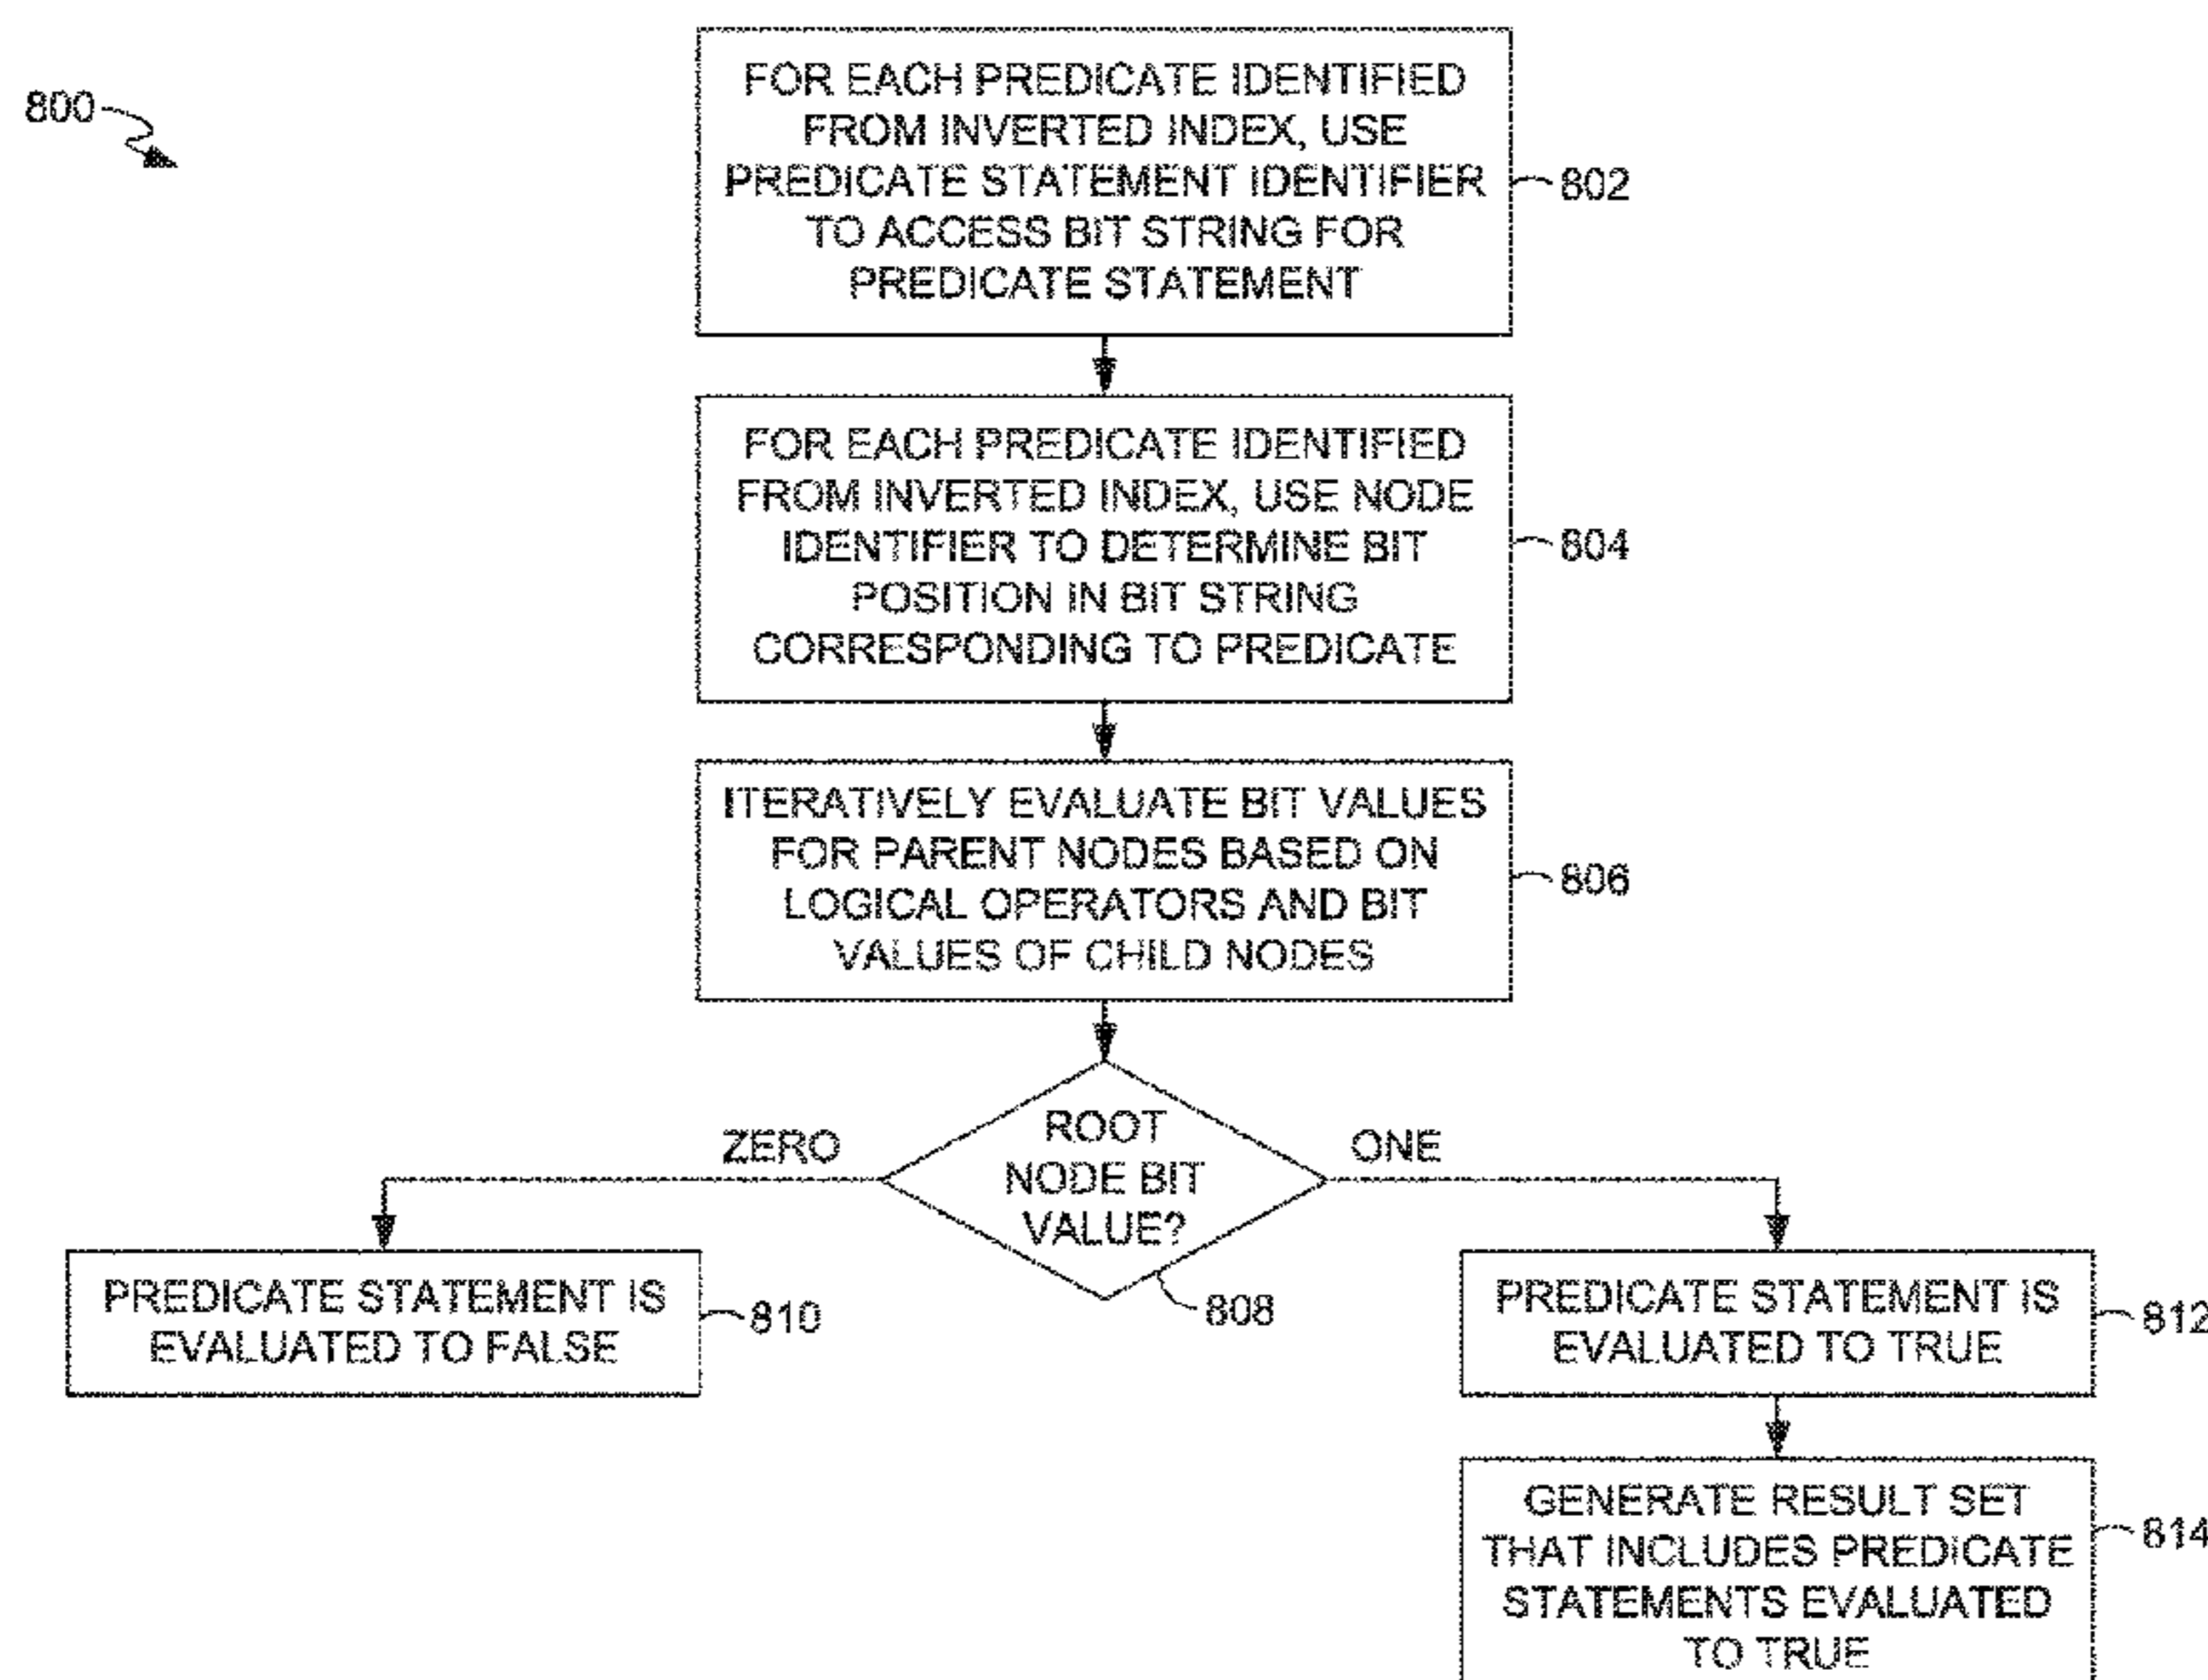 800
FOR EACH PREDICATE IDENTIFIED
FROM INVERTED INDEX, USE
PREDICATE STATEMENT IDENTIFIER
TO ACCESS BIT STRING FOR
PREDICATE STATEMENT
802
FOR EACH PREDICATE IDENTIFIED
FROM INVERTED INDEX, USE NODE
IDENTIFIER TO DETERMINE BIT
POSITION IN BIT STRING
CORRESPONDING TO PREDICATE
804
ITERATIVELY EVALUATE BIT VALUES
FOR PARENT NODES BASED ON
LOGICAL OPERATORS AND BIT
VALUES OF CHILD NODES
806
ROOT
NODE BIT
VALUE?
808
ZERO
ONE
PREDICATE STATEMENT IS
EVALUATED TO FALSE
810
PREDICATE STATEMENT IS
EVALUATED TO TRUE
812
GENERATE RESULT SET
THAT INCLUDES PREDICATE
STATEMENTS EVALUATED
TO TRUE
814